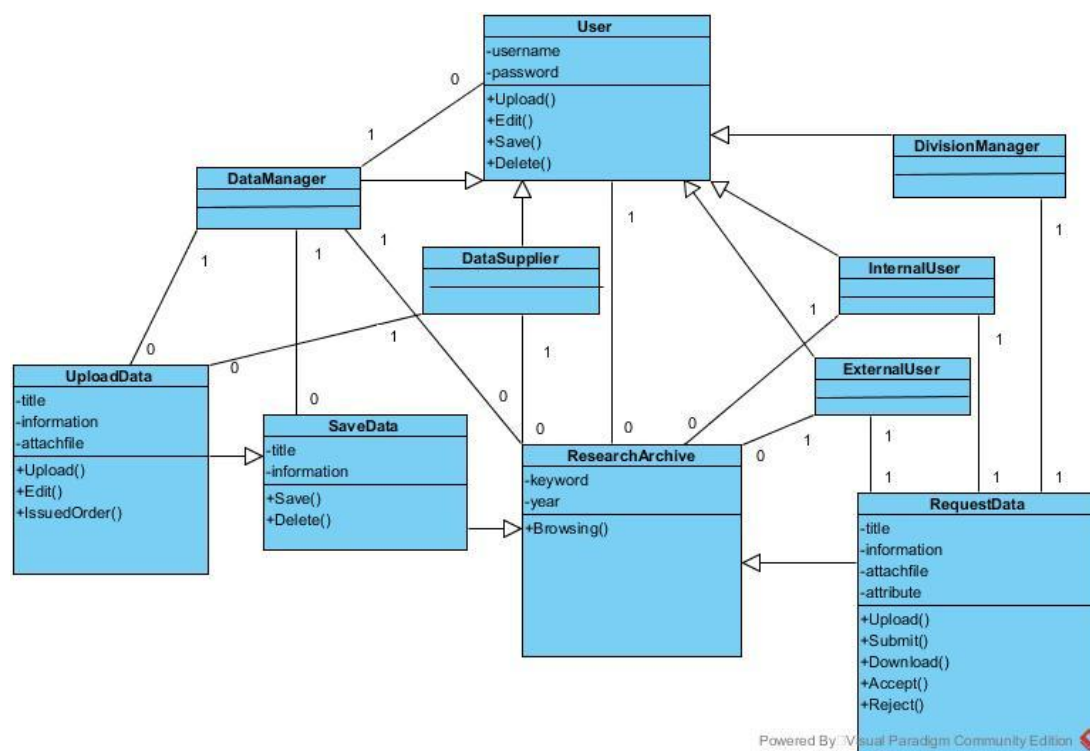 User
-username
-password
+Upload()
+Edit()
+Save()
+Delete()
0
1
DataManager
DivisionManager
1
1
1
1
DataSupplier
1
InternalUser
1
1
1
0
0
UploadData
-title
-information
-attachfile
+Upload()
+Edit()
+IssuedOrder()
ExternalUser
0
SaveData
-title
-information
+Save()
+Delete()
1
0
0
0
0
0
1
1
ResearchArchive
-keyword
-year
+Browsing()
1
1
1
RequestData
-title
-information
-attachfile
-attribute
+Upload()
+Submit()
+Download()
+Accept()
+Reject()
Powered By Visual Paradigm Community Edition